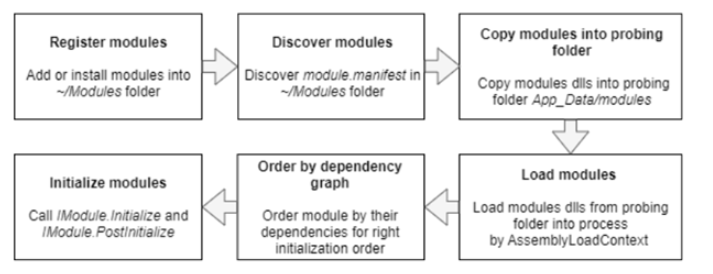 Register modules
Add or install modules into
~/Modules folder
Discover modules
Discover module.manifest in
~/Modules folder
Copy modules into probing
folder
Copy modules dlls into probing
folder App_Data/modules
Initialize modules
Call IModule.Initialize and
IModule.PostInitialize
Order by dependency
graph
Order module by their
dependencies for right
initialization order
Load modules
Load modules dlls from probing
folder into process
by AssemblyLoadContext